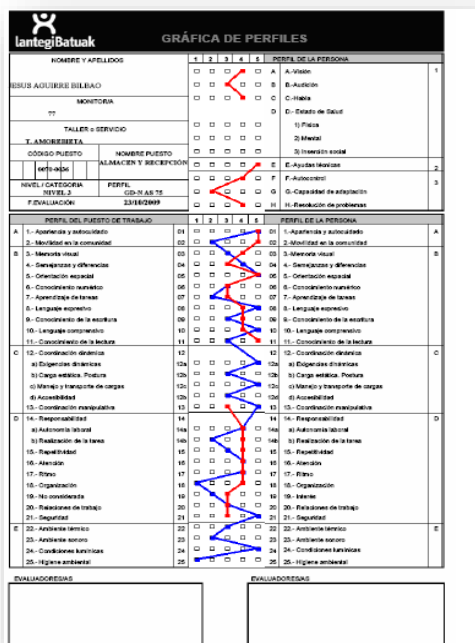 lantegiBatuak
GRÁFICA DE PERFILES
NOMBRE Y APELLIDOS
JESUS AGUIRRE BILBAO
MONITOR/A
??
TALLER o SERVICIO
T. AMOREBIETA
CÓDIGO PUESTO NOMBRE PUESTO
0070-0036 ALMACEN Y RECEPCIÓN
NIVEL / CATEGORIA PERFIL
NIVEL 3 GD-N AS 75
F.EVALUACIÓN 23/10/2009
1 2 3 4 5 PERFIL DE LA PERSONA
A A.-Visión 1
B B.-Audición
C C.-Habla
D D.- Estado de Salud
1) Física
2) Mental
3) Inserción social
E E.-Ayudas técnicas 2
F F.-Autocontrol 3
G G.-Capacidad de adaptación
H H.-Resolución de problemas
PERFIL DEL PUESTO DE TRABAJO 1 2 3 4 5 PERFIL DE LA PERSONA
A 1.- Apariencia y autocuidado 01 01 1.-Apariencia y autocuidado A
2.- Movilidad en la comunidad 02 02 2.-Movilidad en la comunidad
B 3.- Memoria visual 03 03 3.-Memoria visual B
4.- Semejanzas y diferencias 04 04 4.- Semejanzas y diferencias
5.- Orientación espacial 05 05 5.- Orientación espacial
6.- Conocimiento numérico 06 06 6.- Conocimiento numérico
7.- Aprendizaje de tareas 07 07 7.- Aprendizaje de tareas
8.- Lenguaje expresivo 08 08 8.- Lenguaje expresivo
9.- Conocimiento de la escritura 09 09 9.- Conocimiento de la escritura
10.- Lenguaje comprensivo 10 10 10.- Lenguaje comprensivo
11.- Conocimiento de la lectura 11 11 11.- Conocimiento de la lectura
C 12.- Coordinación dinámica 12 12 12.- Coordinación dinámica C
a) Exigencias dinámicas 12a 12a a) Exigencias dinámicas
b) Carga estática. Postura 12b 12b b) Carga estática. Postura
c) Manejo y transporte de cargas 12c 12c c) Manejo y transporte de cargas
d) Accesibilidad 12d 12d d) Accesibilidad
13.- Coordinación manipulativa 13 13 13.- Coordinación manipulativa
D 14.- Responsabilidad 14 14 14.- Responsabilidad D
a) Autonomía laboral 14a 14a a) Autonomía laboral
b) Realización de la tarea 14b 14b b) Realización de la tarea
15.- Repetitividad 15 15 15.- Repetitividad
16.- Atención 16 16 16.- Atención
17.- Ritmo 17 17 17.- Ritmo
18.- Organización 18 18 18.- Organización
19.- No considerada 19 19 19.- Interés
20.- Relaciones de trabajo 20 20 20.- Relaciones de trabajo
21.- Seguridad 21 21 21.- Seguridad
E 22.- Ambiente térmico 22 22 22.- Ambiente térmico E
23.- Ambiente sonoro 23 23 23.- Ambiente sonoro
24.- Condiciones lumínicas 24 24 24.- Condiciones lumínicas
25.- Higiene ambiental 25 25 25.- Higiene ambiental
EVALUADORES/AS EVALUADORES/AS